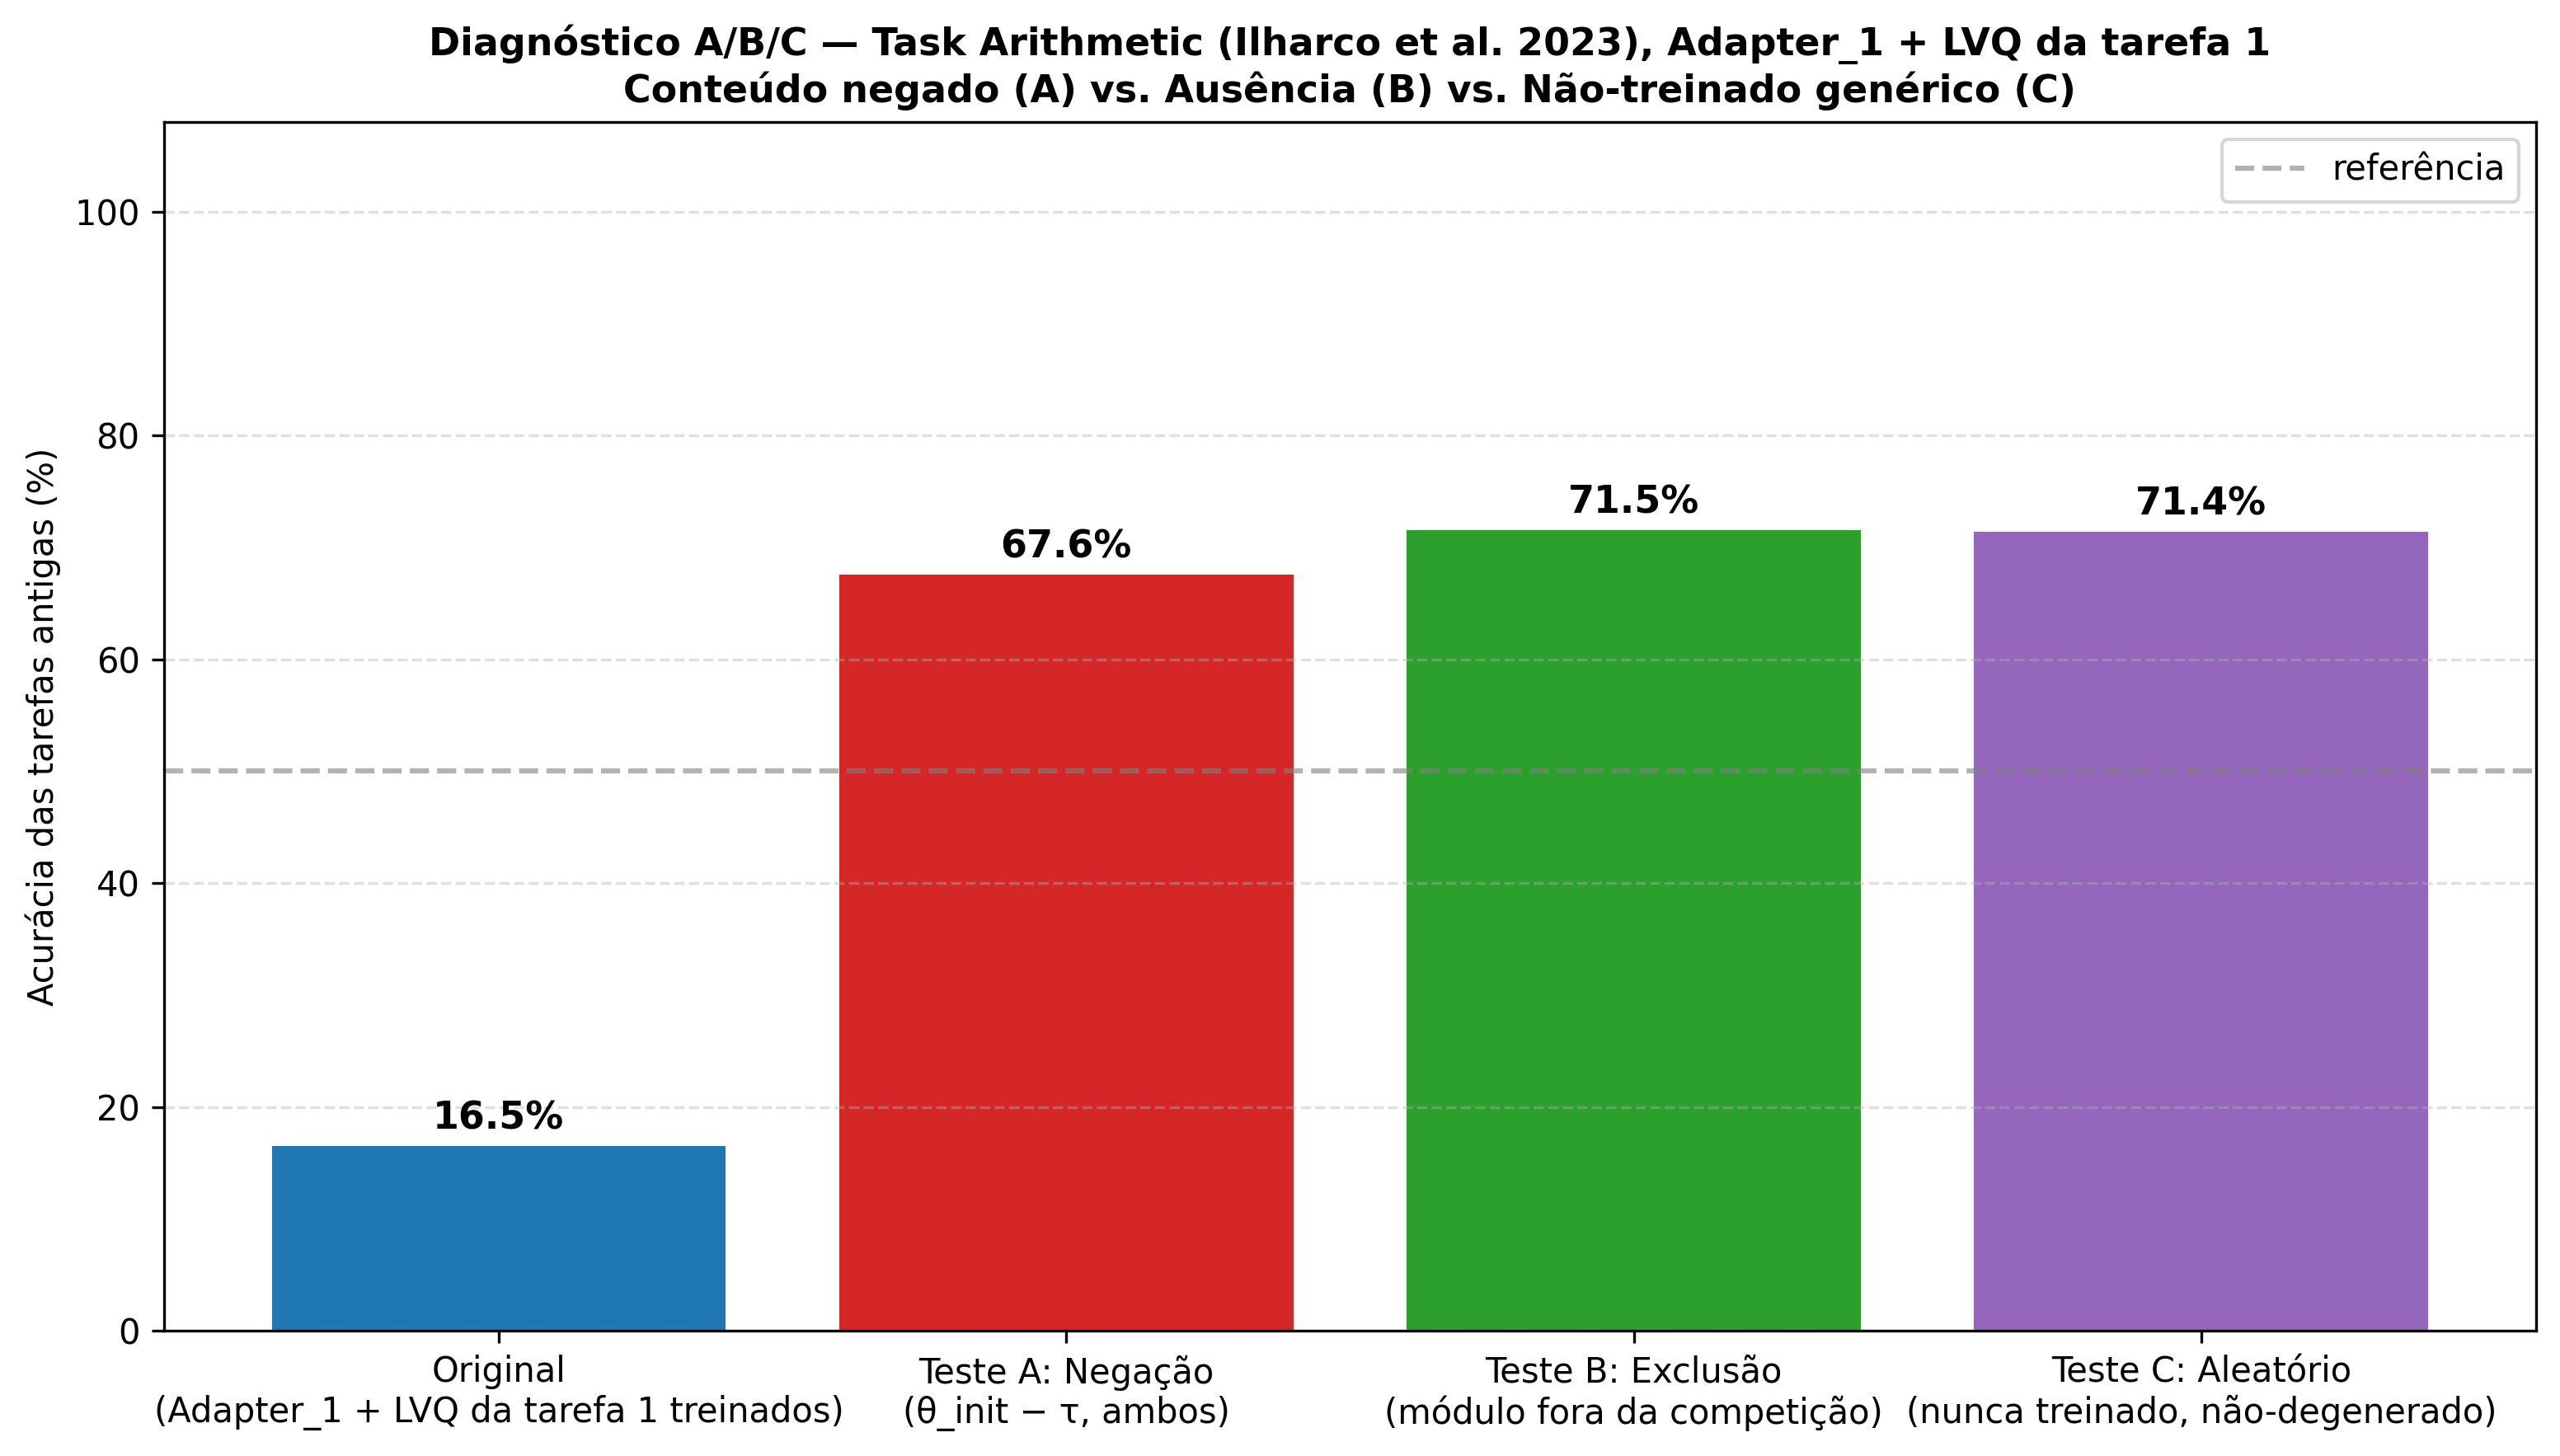 Diagnóstico A/B/C — Task Arithmetic (Ilharco et al. 2023), Adapter_1 + LVQ da tarefa 1
Conteúdo negado (A) vs. Ausência (B) vs. Não-treinado genérico (C)
referência
Acurácia das tarefas antigas (%)
100
80
60
40
20
0
16.5%
67.6%
71.5%
71.4%
Original
(Adapter_1 + LVQ da tarefa 1 treinados)
Teste A: Negação
(θ_init − τ, ambos)
Teste B: Exclusão
(módulo fora da competição)
Teste C: Aleatório
(nunca treinado, não-degenerado)